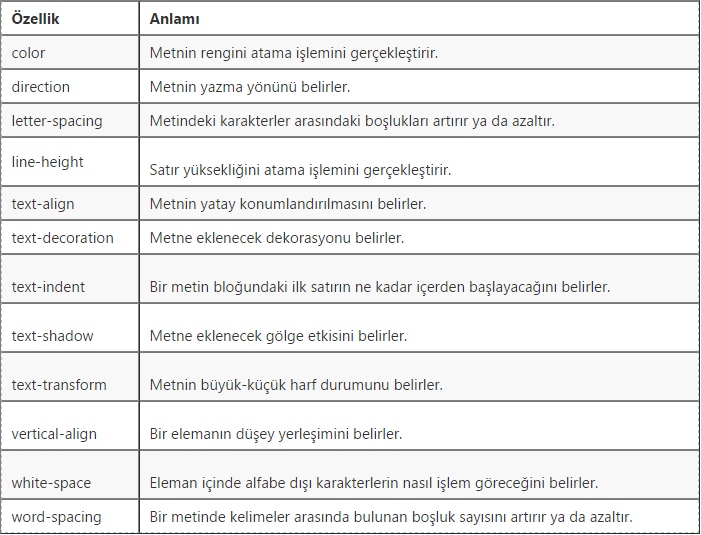 Özellik Anlamı
color Metnin rengini atama işlemini gerçekleştirir.
direction Metnin yazma yönünü belirler.
letter-spacing Metindeki karakterler arasındaki boşlukları artırır ya da azaltır.
line-height Satır yüksekliğini atama işlemini gerçekleştirir.
text-align Metnin yatay konumlandırılmasını belirler.
text-decoration Metne eklenecek dekorasyonu belirler.
text-indent Bir metin bloğundaki ilk satırın ne kadar içerden başlayacağını belirler.
text-shadow Metne eklenecek gölge etkisini belirler.
text-transform Metnin büyük-küçük harf durumunu belirler.
vertical-align Bir elemanın düşey yerleşimini belirler.
white-space Eleman içinde alfabe dışı karakterlerin nasıl işlem göreceğini belirler.
word-spacing Bir metinde kelimeler arasında bulunan boşluk sayısını artırır ya da azaltır.